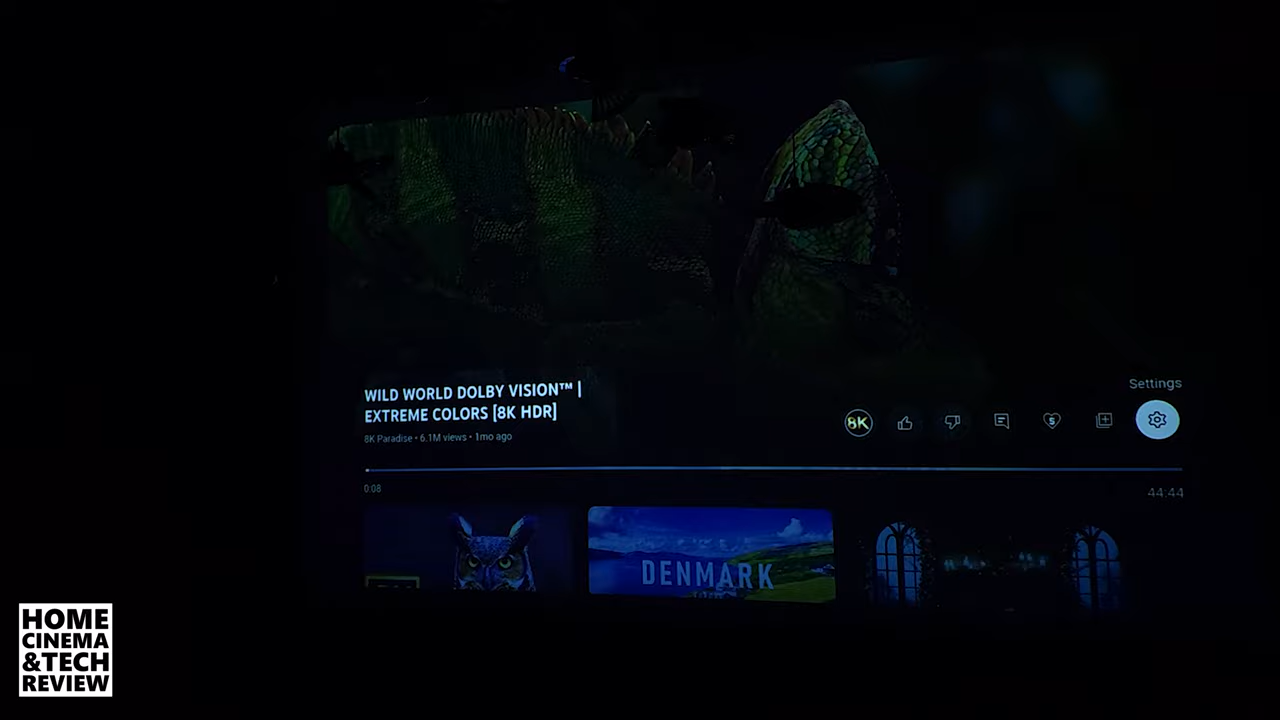 WILD WORLD DOLBY VISION™ |
EXTREME COLORS [8K HDR]
8K Paradise • 6.1M views • 1mo ago
Settings
8K
0:08
44:44
DENMARK
HOME
CINEMA
&TECH
REVIEW